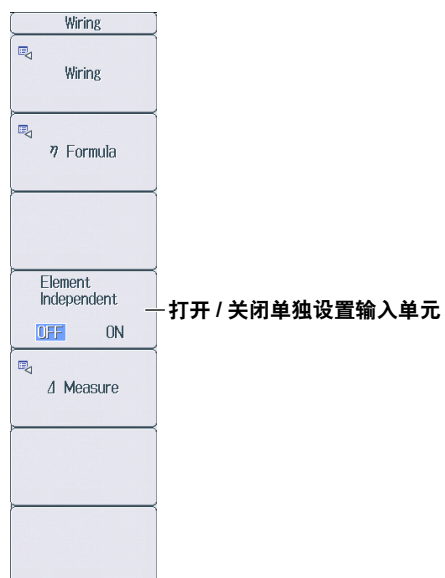 Wiring
Wiring
η Formula
Element
Independent
打开 / 关闭单独设置输入单元
OFF ON
Δ Measure